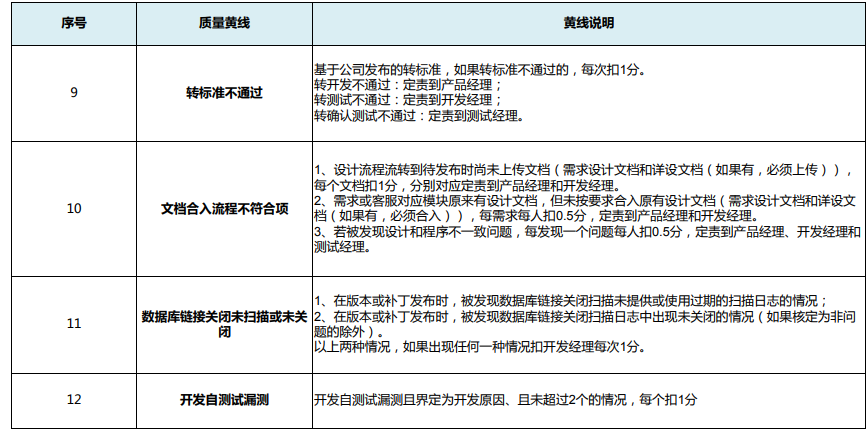 序号 质量黄线 黄线说明
9 转标准不通过 基于公司发布的转标准，如果转标准不通过的，每次扣1分。
转开发不通过：定责到产品经理；
转测试不通过：定责到开发经理；
转确认测试不通过：定责到测试经理。
10 文档合入流程不符合项 1、设计流程流转到待发布时尚未上传文档（需求设计文档和详设文档（如果有，必须上传）），
每个文档扣1分，分别对应定责到产品经理和开发经理。
2、需求或客服对应模块原来有设计文档，但未按要求合入原有设计文档（需求设计文档和详设文
档（如果有，必须合入）），每需求每人扣0.5分，定责到产品经理和开发经理。
3、若被发现设计和程序不一致问题，每发现一个问题每人扣0.5分，定责到产品经理、开发经理和
测试经理。
11 数据库链接关闭未扫描或未关
闭
1、在版本或补丁发布时，被发现数据库链接关闭扫描未提供或使用过期的扫描日志的情况；
2、在版本或补丁发布时，被发现数据库链接关闭扫描日志中出现未关闭的情况（如果核定为非问
题的除外）。
以上两种情况，如果出现任何一种情况扣开发经理每次1分。
12 开发自测试漏测 开发自测试漏测且界定为开发原因、且未超过2个的情况，每个扣1分